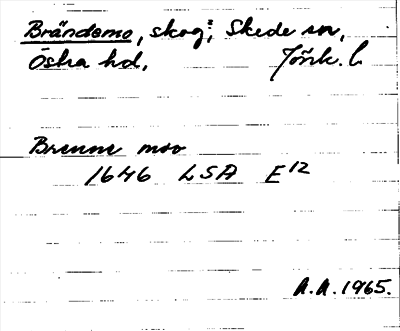 Brändemo, skog; Skede sn,
Östra hd, Jönk. l.
Brenne moo
1646 LSA E12
A.A. 1965.